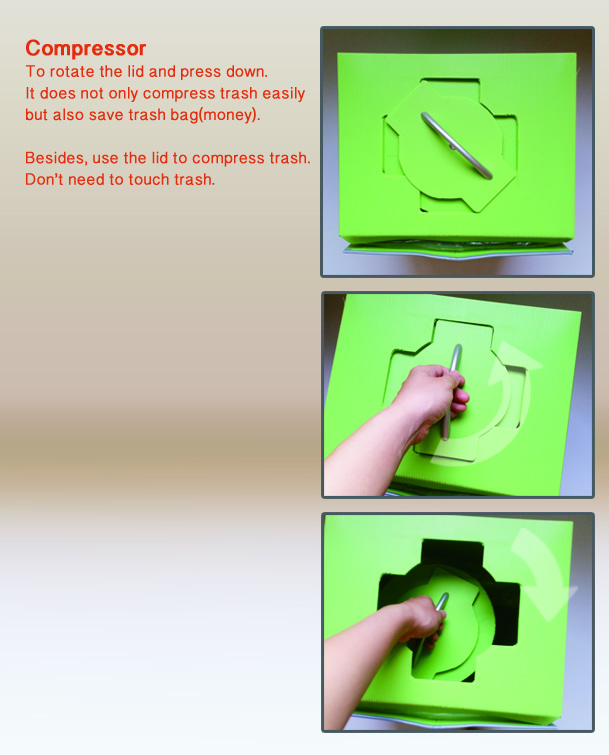 Compressor
To rotate the lid and press down.
It does not only compress trash easily
but also save trash bag(money).
Besides, use the lid to compress trash.
Don't need to touch trash.